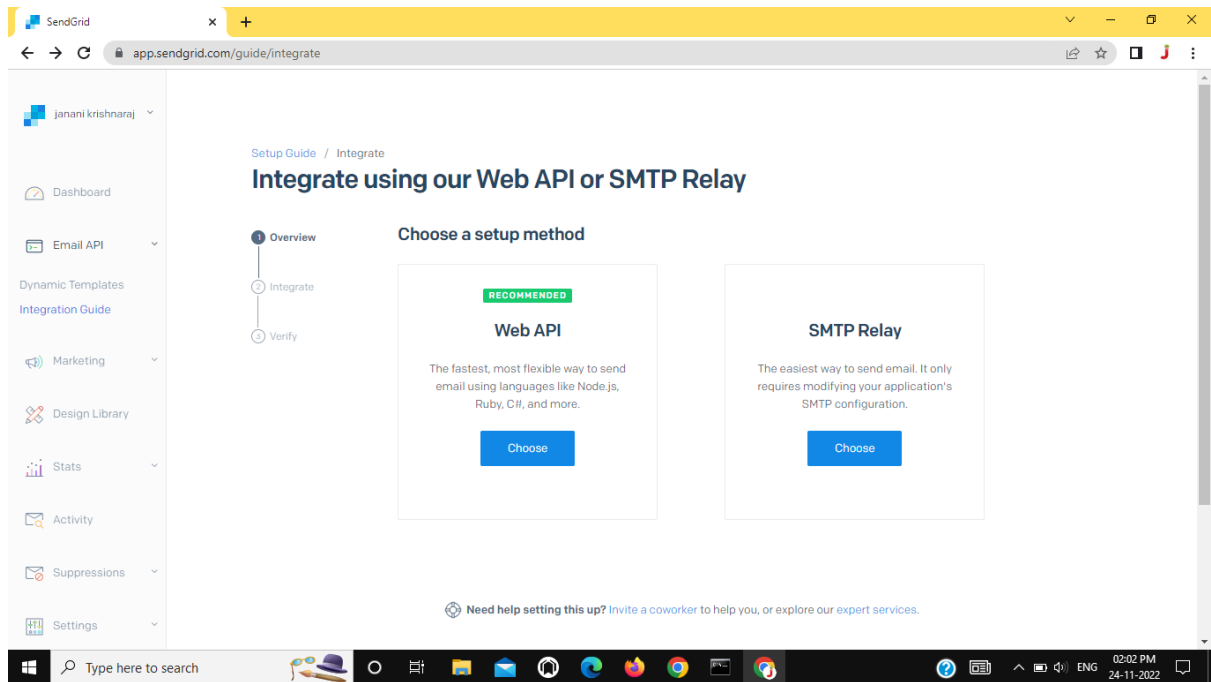 SendGrid
app.sendgrid.com/guide/integrate
janani krishnaraj
Dashboard
Email API
Dynamic Templates
Integration Guide
Marketing
Design Library
Stats
Activity
Suppressions
Settings
Setup Guide / Integrate
Integrate using our Web API or SMTP Relay
1 Overview
2 Integrate
3 Verify
Choose a setup method
RECOMMENDED
Web API
The fastest, most flexible way to send
email using languages like Node.js,
Ruby, C#, and more.
Choose
SMTP Relay
The easiest way to send email. It only
requires modifying your application's
SMTP configuration.
Choose
Need help setting this up? Invite a coworker to help you, or explore our expert services.
Type here to search
ENG
02:02 PM
24-11-2022